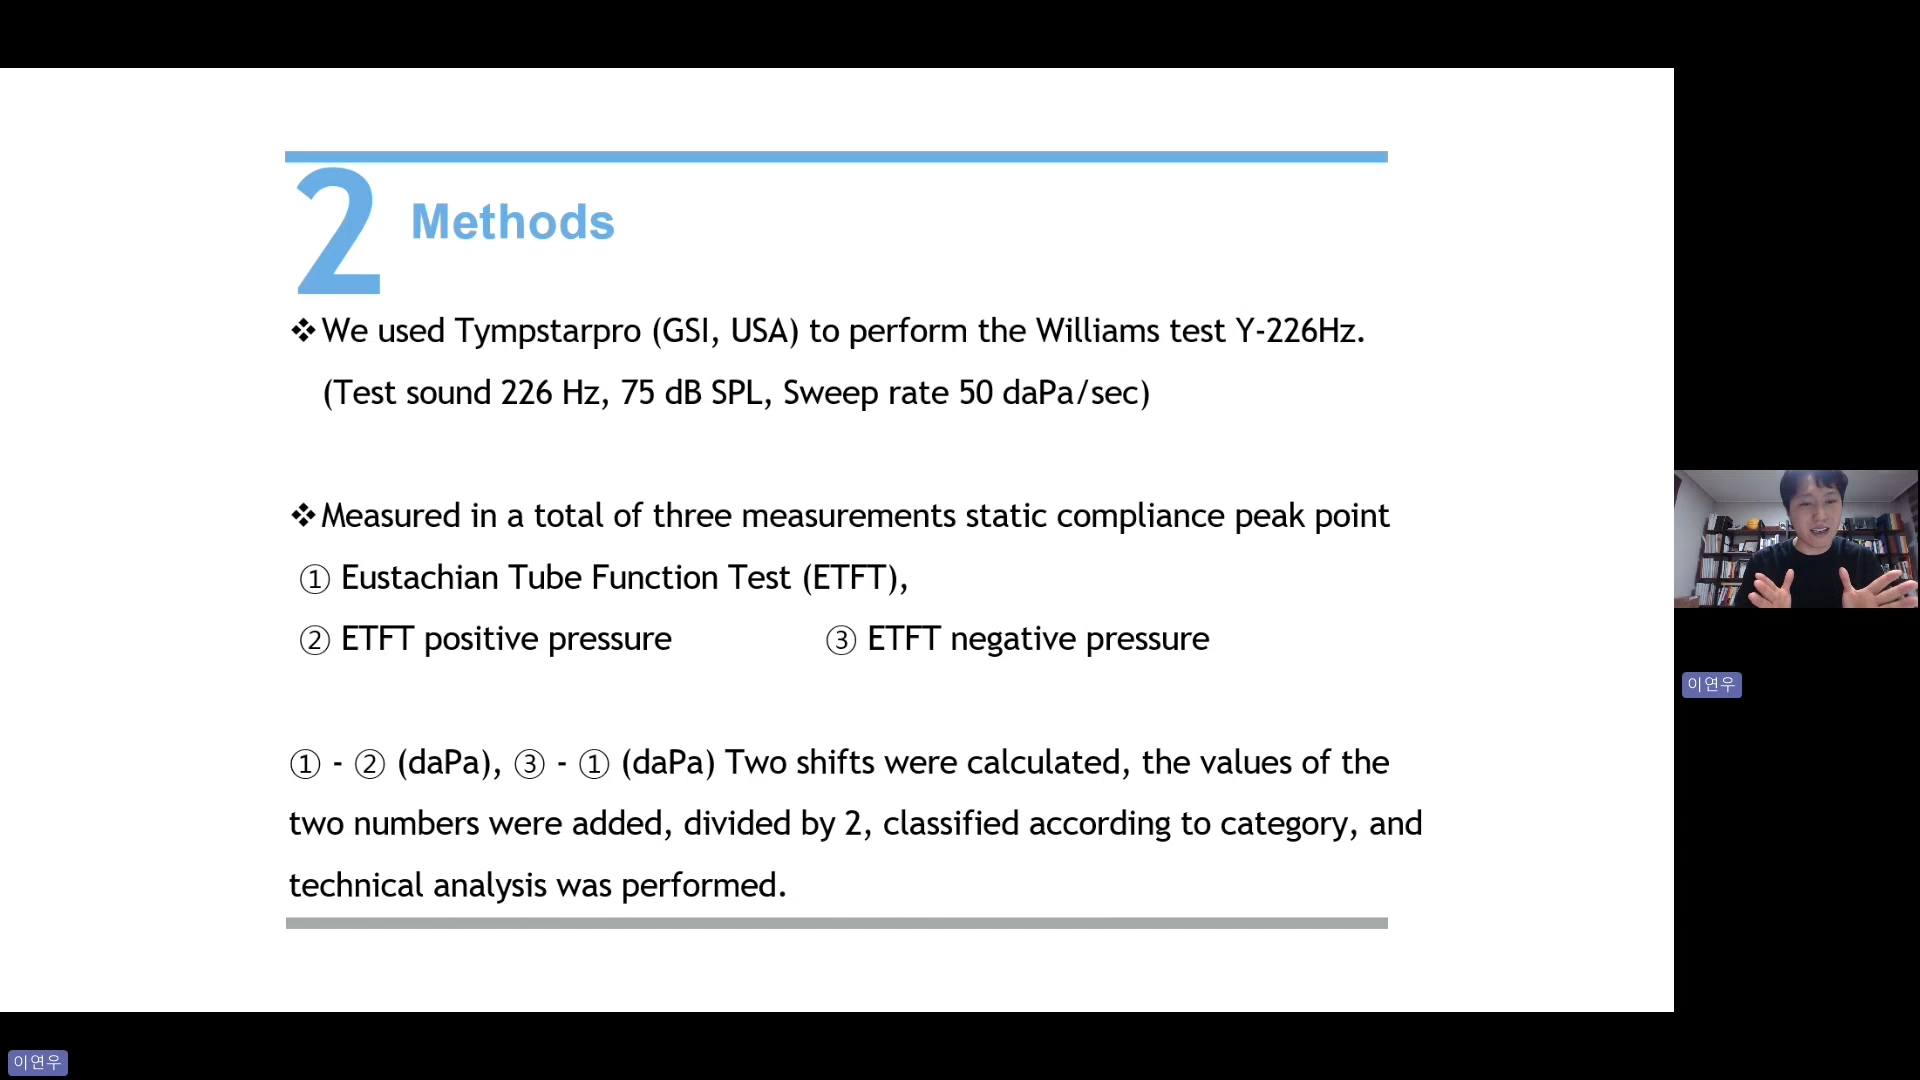 2 Methods
❖We used Tympstarpro (GSI, USA) to perform the Williams test Y-226Hz.
(Test sound 226 Hz, 75 dB SPL, Sweep rate 50 daPa/sec)
❖Measured in a total of three measurements static compliance peak point
① Eustachian Tube Function Test (ETFT),
② ETFT positive pressure ③ ETFT negative pressure
① - ② (daPa), ③ - ① (daPa) Two shifts were calculated, the values of the
two numbers were added, divided by 2, classified according to category, and
technical analysis was performed.
이연우
이연우